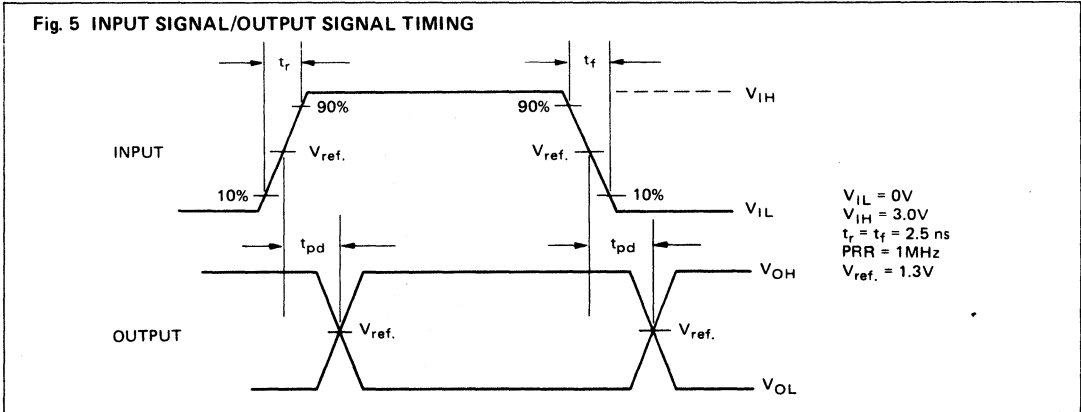 Fig. 5 INPUT SIGNAL/OUTPUT SIGNAL TIMING
tr
tf
90%
90%
VIH
INPUT
Vref.
Vref.
10%
10%
VIL
VIL = 0V
VIH = 3.0V
tr = tf = 2.5 ns
PRR = 1MHz
Vref. = 1.3V
tpd
tpd
VOH
OUTPUT
Vref.
Vref.
VOL